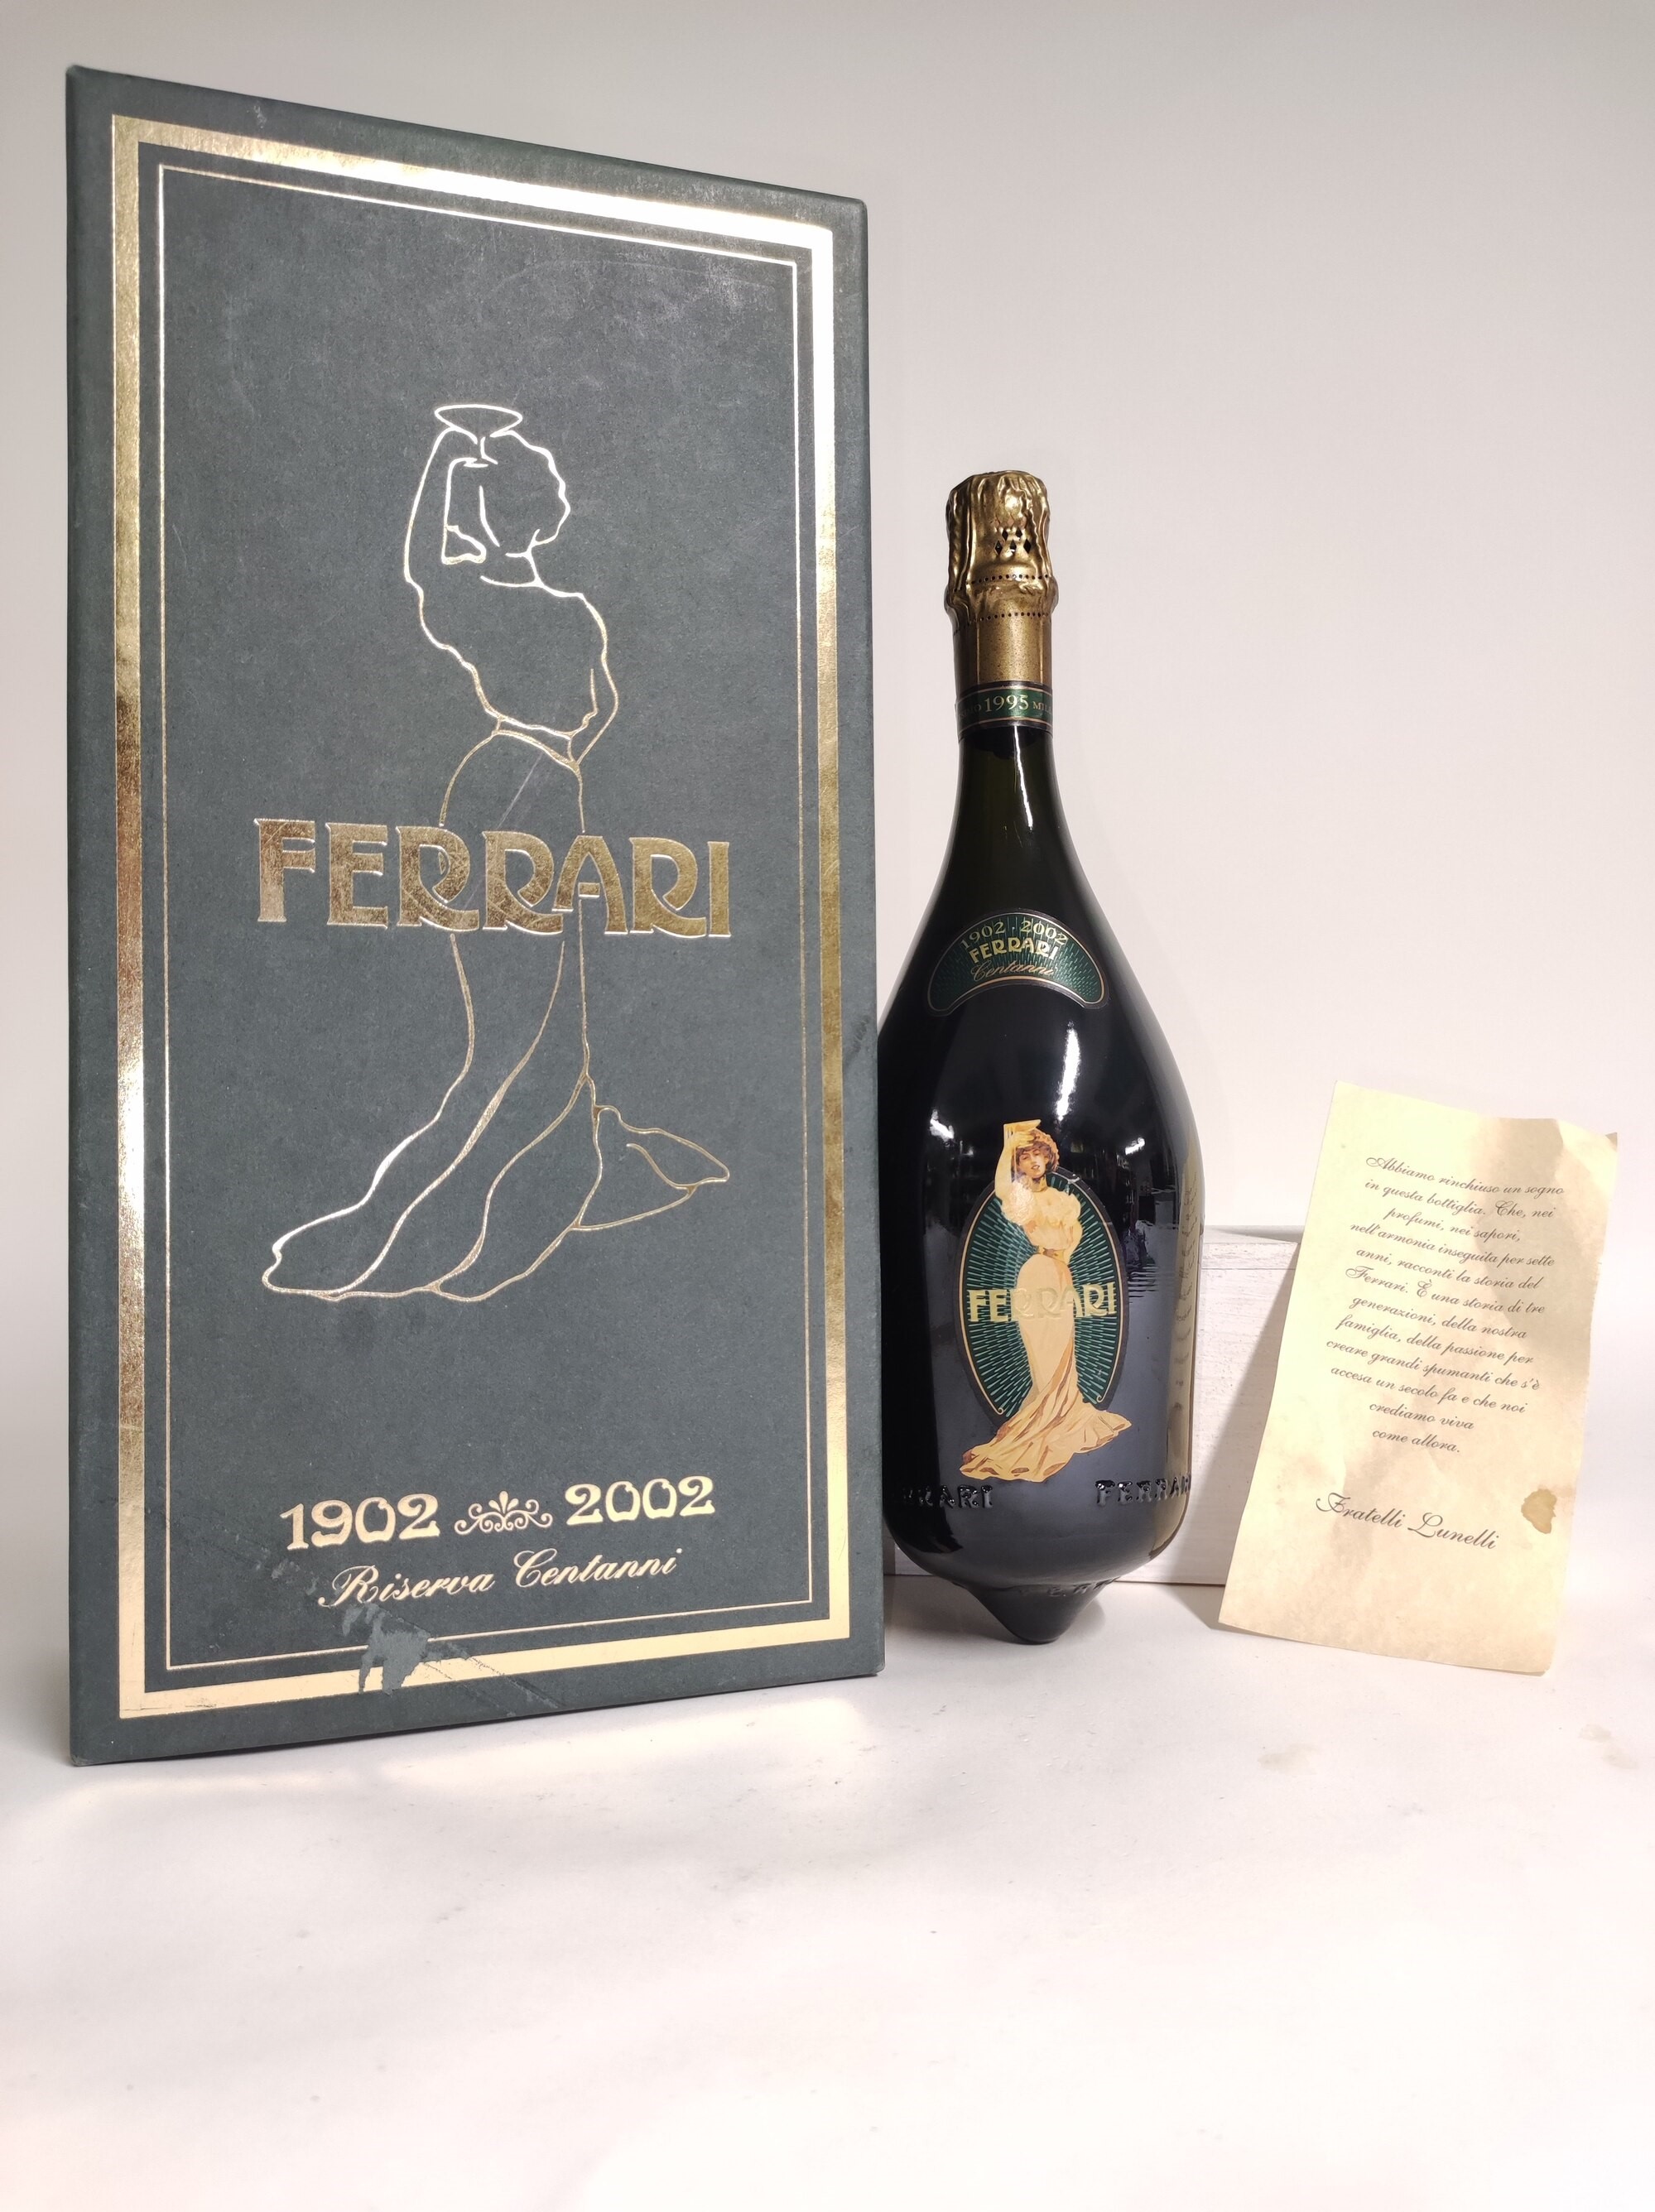 FERRARI
1902 2002
Riserva Centanni
1995
1902 · 2002
FERRARI
Centanni
FERRARI
FERRARI
Abbiamo rinchiuso un sogno
in questa bottiglia. Che, nei
profumi, nei sapori,
nell'armonia inseguita per sette
anni, racconti la storia del
Ferrari. È una storia di tre
generazioni, della nostra
famiglia, della passione per
creare grandi spumanti che s'è
accesa un secolo fa e che noi
crediamo viva
come allora.
Fratelli Lunelli